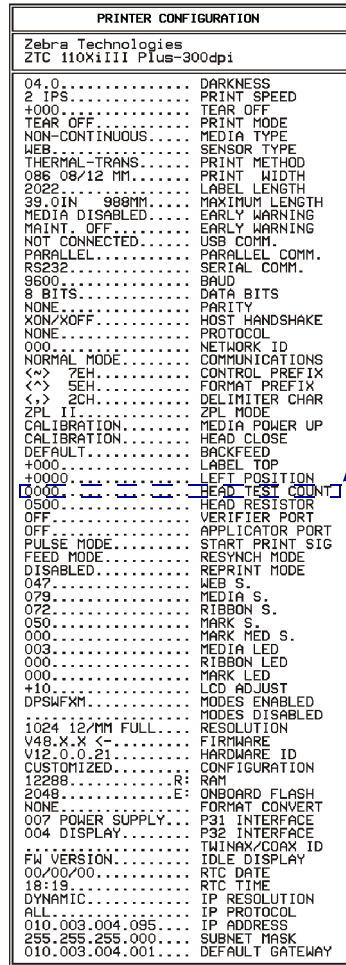 PRINTER CONFIGURATION
Zebra Technologies
ZTC 110XiIII Plus-300dpi
04.0............... DARKNESS
2 IPS.............. PRINT SPEED
+000............... TEAR OFF
TEAR OFF........... PRINT MODE
NON-CONTINUOUS..... MEDIA TYPE
WEB................ SENSOR TYPE
THERMAL-TRANS...... PRINT METHOD
086 08/12 MM....... PRINT WIDTH
2022............... LABEL LENGTH
39.0IN 988MM..... MAXIMUM LENGTH
MEDIA DISABLED..... EARLY WARNING
MAINT. OFF......... EARLY WARNING
NOT CONNECTED...... USB COMM.
PARALLEL........... PARALLEL COMM.
RS232.............. SERIAL COMM.
9600............... BAUD
8 BITS............. DATA BITS
NONE............... PARITY
XON/XOFF........... HOST HANDSHAKE
NONE............... PROTOCOL
000................ NETWORK ID
NORMAL MODE........ COMMUNICATIONS
<~> 7EH........... CONTROL PREFIX
<^> 5EH........... FORMAT PREFIX
<,> 2CH........... DELIMITER CHAR
ZPL II............. ZPL MODE
CALIBRATION........ MEDIA POWER UP
CALIBRATION........ HEAD CLOSE
DEFAULT............ BACKFEED
+000............... LABEL TOP
+0000.............. LEFT POSITION
0000............... HEAD TEST COUNT
0500............... HEAD RESISTOR
OFF................ VERIFIER PORT
OFF................ APPLICATOR PORT
PULSE MODE......... START PRINT SIG
FEED MODE.......... RESYNCH MODE
DISABLED........... REPRINT MODE
047................ WEB S.
079................ MEDIA S.
072................ RIBBON S.
050................ MARK S.
000................ MARK MED S.
003................ MEDIA LED
000................ RIBBON LED
000................ MARK LED
+10................ LCD ADJUST
DPSWFXM............ MODES ENABLED
................... MODES DISABLED
1024 12/MM FULL.... RESOLUTION
V48.X.X <-......... FIRMWARE
V12.0.0.21......... HARDWARE ID
CUSTOMIZED......... CONFIGURATION
12288............R: RAM
2048.............E: ONBOARD FLASH
NONE............... FORMAT CONVERT
007 POWER SUPPLY... P31 INTERFACE
004 DISPLAY........ P32 INTERFACE
................... TWINAX/COAX ID
FW VERSION......... IDLE DISPLAY
00/00/00........... RTC DATE
18:19.............. RTC TIME
DYNAMIC............ IP RESOLUTION
ALL................ IP PROTOCOL
010.003.004.095.... IP ADDRESS
255.255.255.000.... SUBNET MASK
010.003.004.001.... DEFAULT GATEWAY